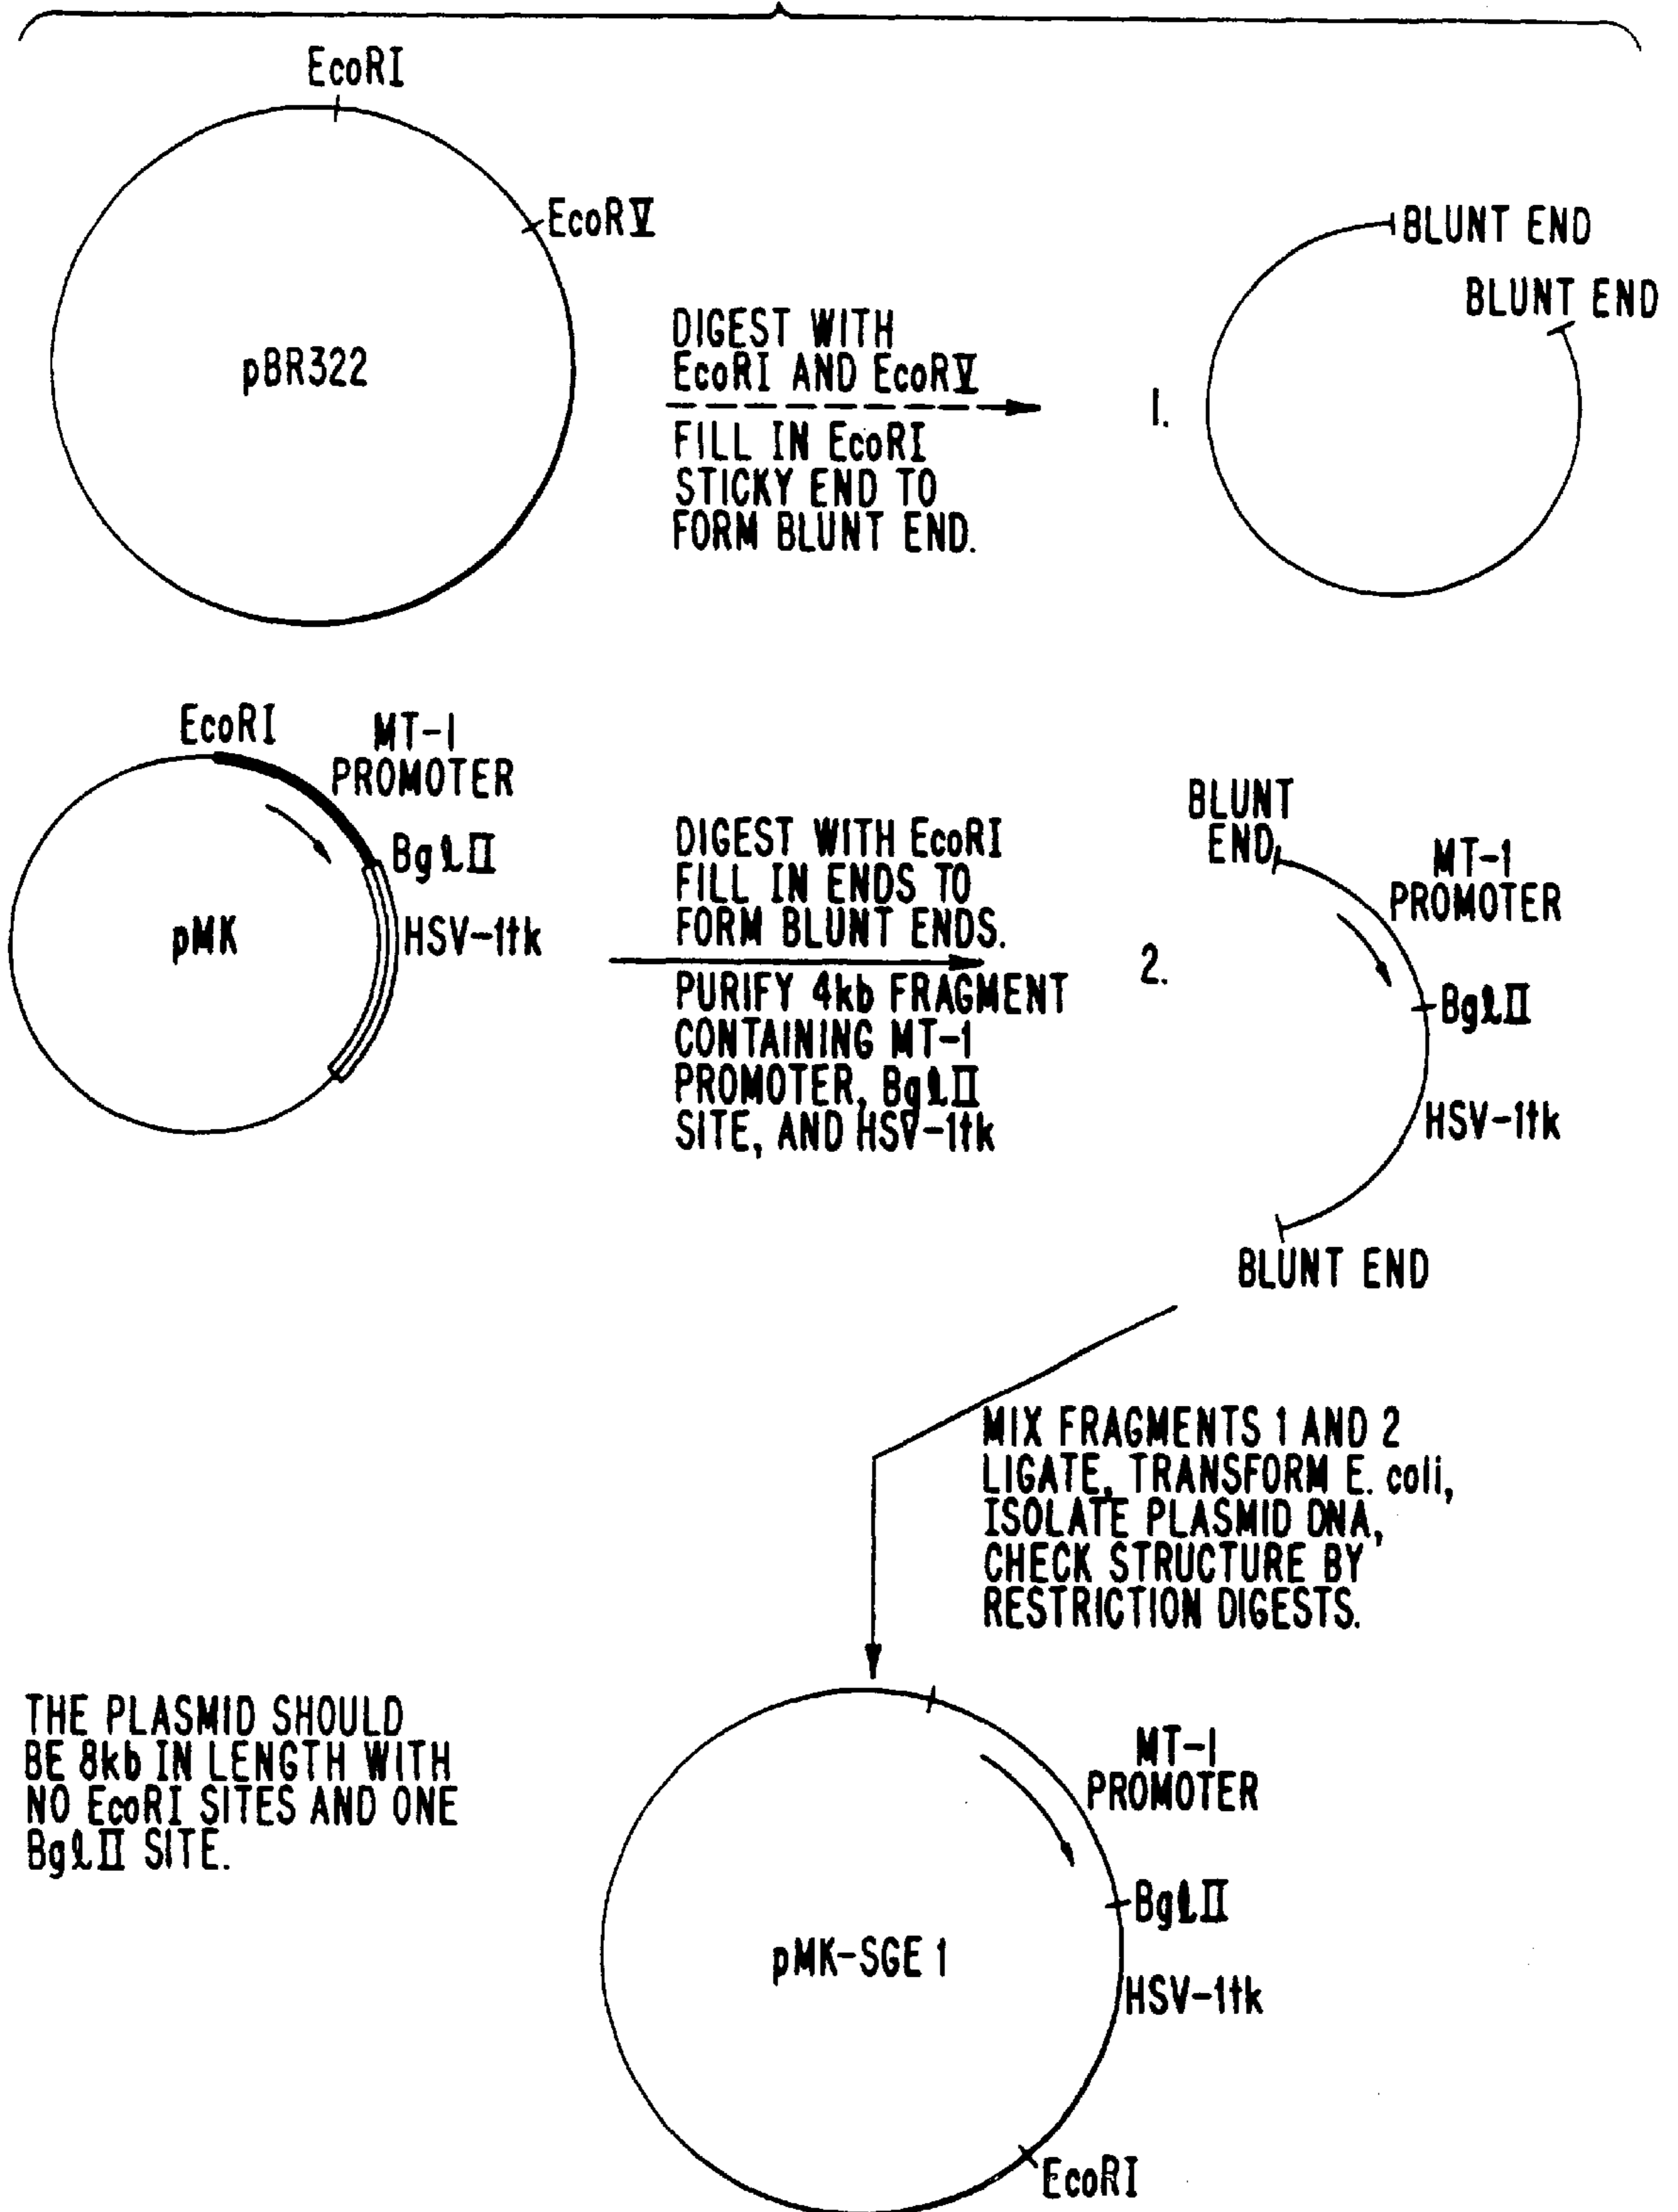 EcoRI
EcoRV
pBR322
DIGEST WITH
EcoRI AND EcoRV
FILL IN EcoRI
STICKY END TO
FORM BLUNT END.
1.
BLUNT END
BLUNT END
EcoRI
MT-1
PROMOTER
BglII
pMK
HSV-1tk
DIGEST WITH EcoRI
FILL IN ENDS TO
FORM BLUNT ENDS.
PURIFY 4kb FRAGMENT
CONTAINING MT-1
PROMOTER, BglII
SITE, AND HSV-1tk
2.
BLUNT
END
MT-1
PROMOTER
BglII
HSV-1tk
BLUNT END
MIX FRAGMENTS 1 AND 2
LIGATE, TRANSFORM E. coli,
ISOLATE PLASMID DNA,
CHECK STRUCTURE BY
RESTRICTION DIGESTS.
THE PLASMID SHOULD
BE 8kb IN LENGTH WITH
NO EcoRI SITES AND ONE
BglII SITE.
MT-1
PROMOTER
BglII
pMK-SGE 1
HSV-1tk
EcoRI